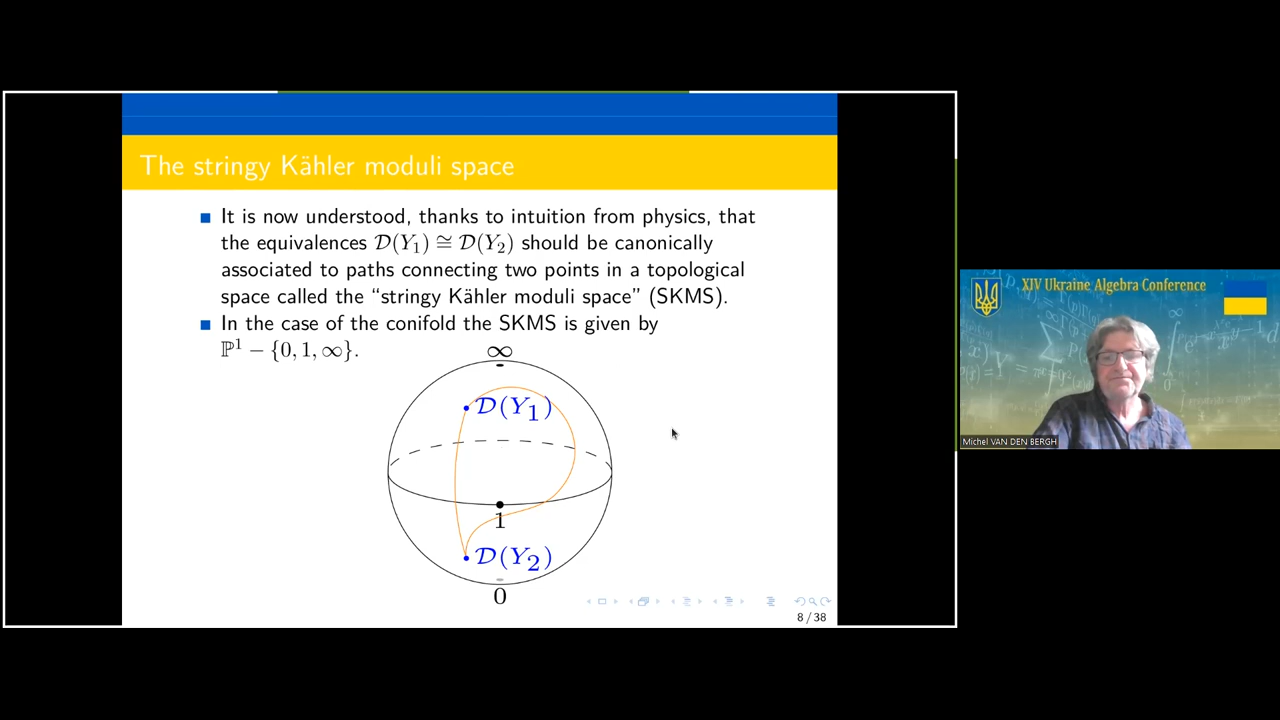 The stringy Kähler moduli space
It is now understood, thanks to intuition from physics, that
the equivalences 𝒟(Y₁) ≅ 𝒟(Y₂) should be canonically
associated to paths connecting two points in a topological
space called the “stringy Kähler moduli space” (SKMS).
In the case of the conifold the SKMS is given by
ℙ¹ − {0, 1, ∞}.
∞
𝒟(Y₁)
1
𝒟(Y₂)
0
8 / 38
XIV Ukraine Algebra Conference
Michel VAN DEN BERGH